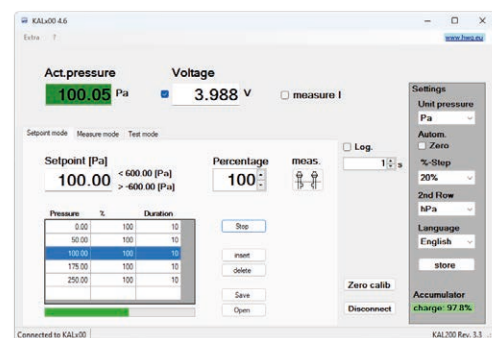 KALx00 4.6
Extra ?
www.hwg.eu
Act.pressure
100.05 Pa
Voltage
3.988 V
measure I
Setpoint mode Measure mode Test mode
Setpoint [Pa]
100.00
< 600.00 [Pa]
> -600.00 [Pa]
Percentage
100
meas.
Log.
1 s
Pressure % Duration
0.00 100 10
50.00 100 10
100.00 100 10
175.00 100 10
250.00 100 10
Stop
insert
delete
Save
Open
Zero calib
Disconnect
Settings
Unit pressure
Pa
Autom.
Zero
%-Step
20%
2nd Row
hPa
Language
English
store
Accumulator
charge: 97.8%
Connected to KALx00
KAL200 Rev. 3.3